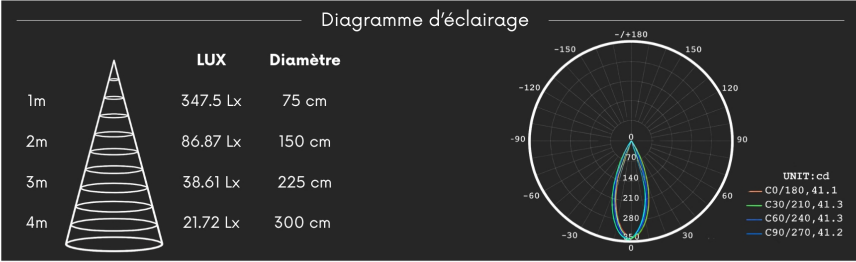 Diagramme d'éclairage
LUX Diamètre
1m 347.5 Lx 75 cm
2m 86.87 Lx 150 cm
3m 38.61 Lx 225 cm
4m 21.72 Lx 300 cm
-/+180
-150 150
-120 120
-90 0 90
70
140
-60 210 60
280
-30 350 30
0
UNIT:cd
C0/180,41.1
C30/210,41.3
C60/240,41.3
C90/270,41.2